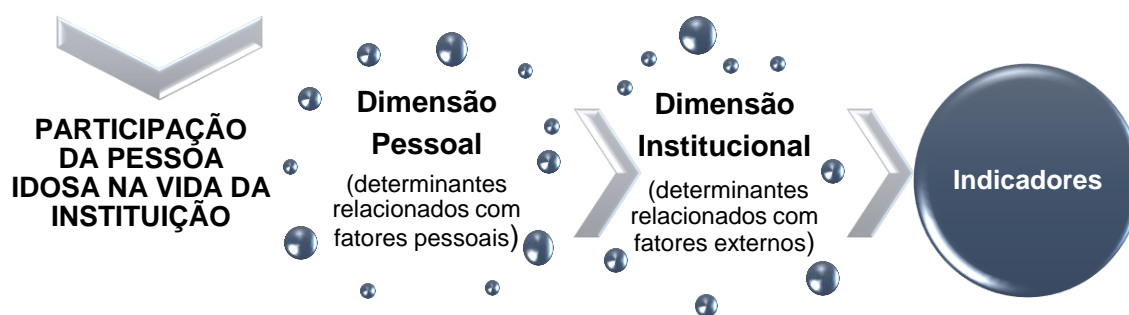 PARTICIPAÇÃO
DA PESSOA
IDOSA NA VIDA DA
INSTITUIÇÃO
Dimensão
Pessoal
(determinantes
relacionados com
fatores pessoais)
Dimensão
Institucional
(determinantes
relacionados com
fatores externos)
Indicadores